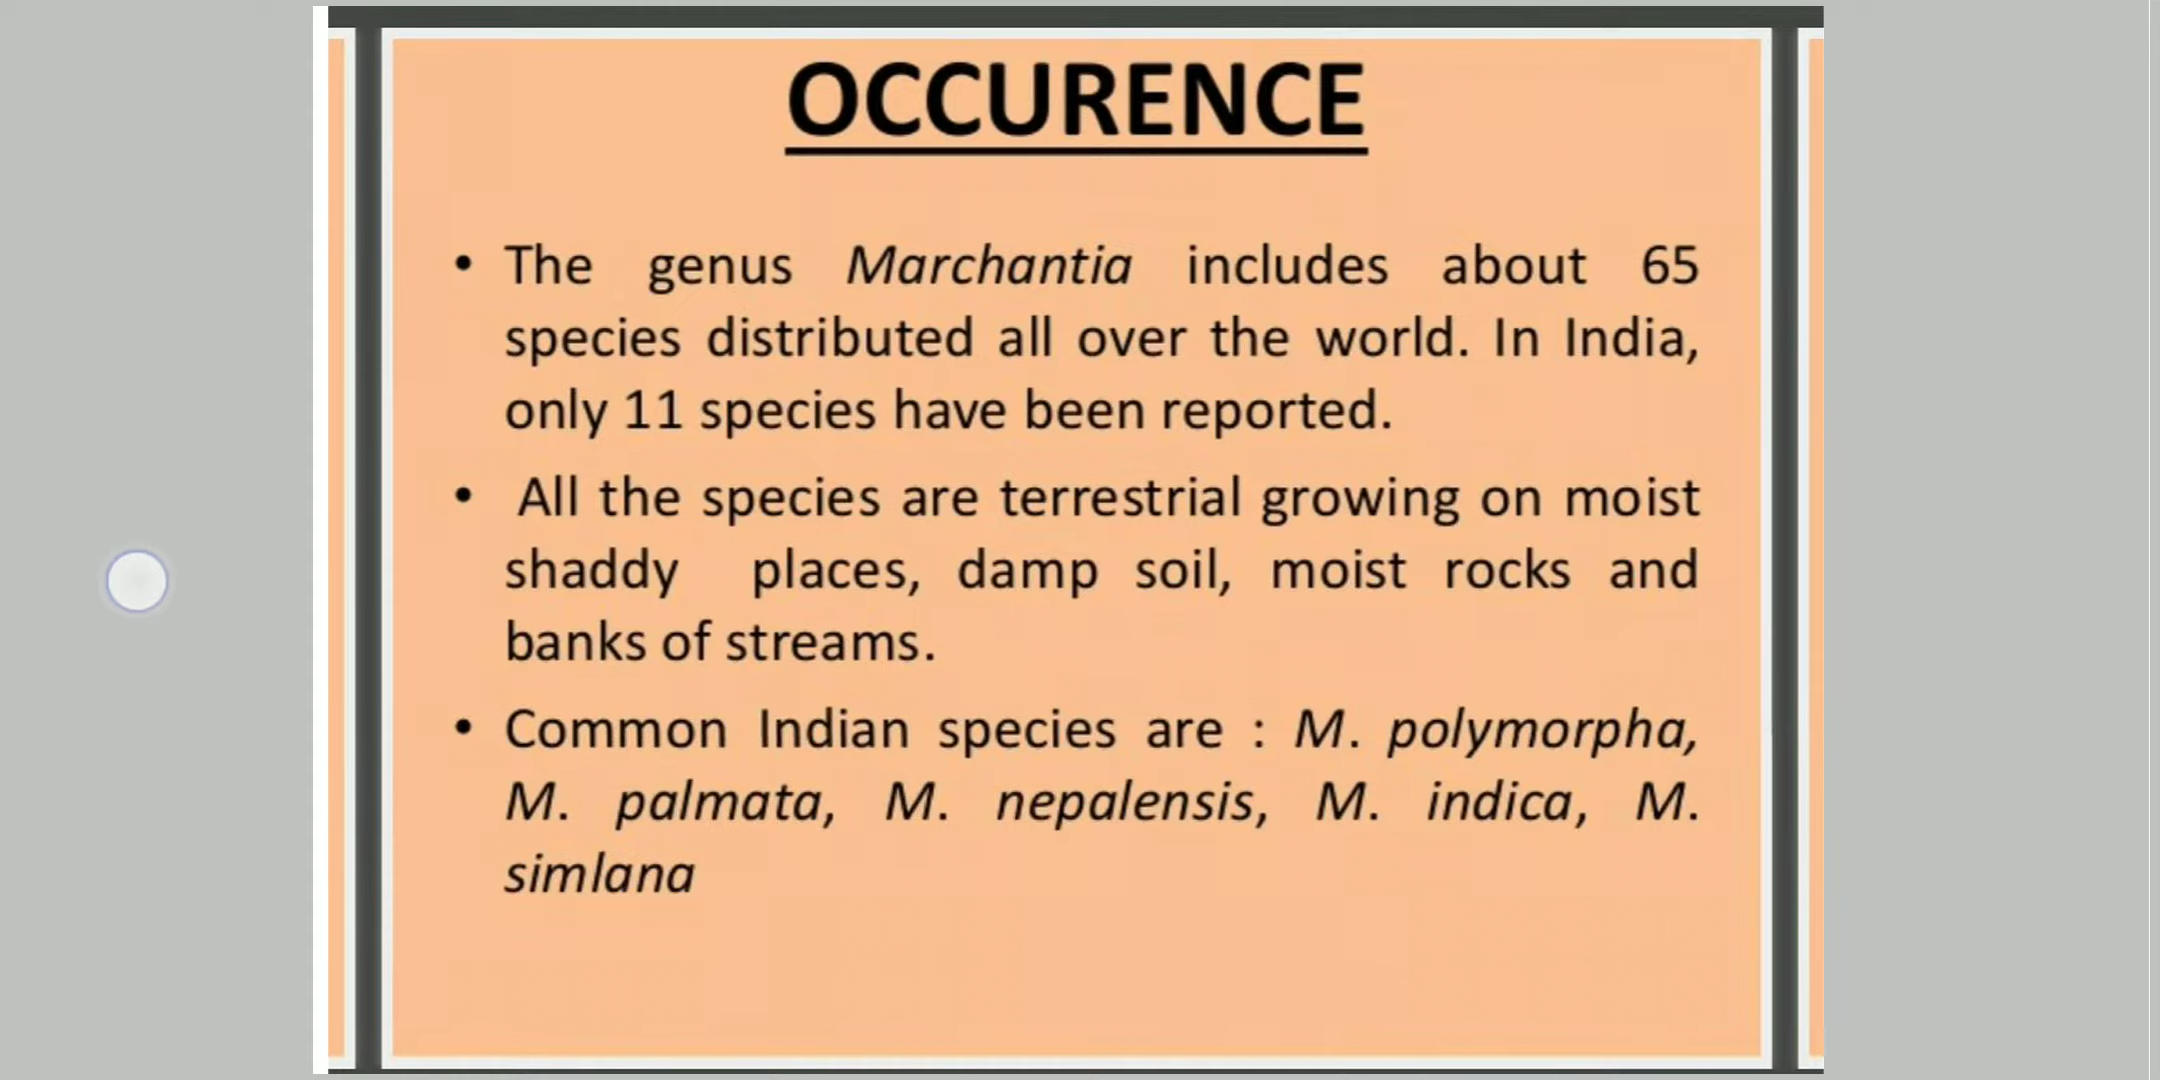 OCCURENCE
• The genus Marchantia includes about 65
species distributed all over the world. In India,
only 11 species have been reported.
• All the species are terrestrial growing on moist
shaddy places, damp soil, moist rocks and
banks of streams.
• Common Indian species are : M. polymorpha,
M. palmata, M. nepalensis, M. indica, M.
simlana